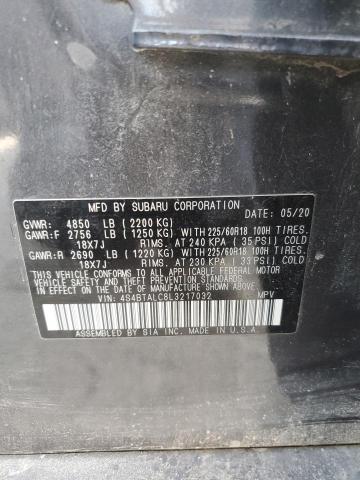 MFD BY SUBARU CORPORATION
DATE: 05/20
GVWR: 4850 LB (2200 KG)
GAWR:F 2756 LB (1250 KG) WITH 225/60R18 100H TIRES.
18X7J RIMS. AT 240 KPA (35 PSI) COLD
GAWR:R 2690 LB (1220 KG) WITH 225/60R18 100H TIRES.
18X7J RIMS. AT 230 KPA (33 PSI) COLD
THIS VEHICLE CONFORMS TO ALL APPLICABLE FEDERAL MOTOR
VEHICLE SAFETY, BUMPER AND THEFT PREVENTION STANDARDS
IN EFFECT ON THE DATE OF MANUFACTURE SHOWN ABOVE.
VIN: 4S4BTALC8L3217032 MPV
ASSEMBLED BY SIA INC. MADE IN U.S.A.